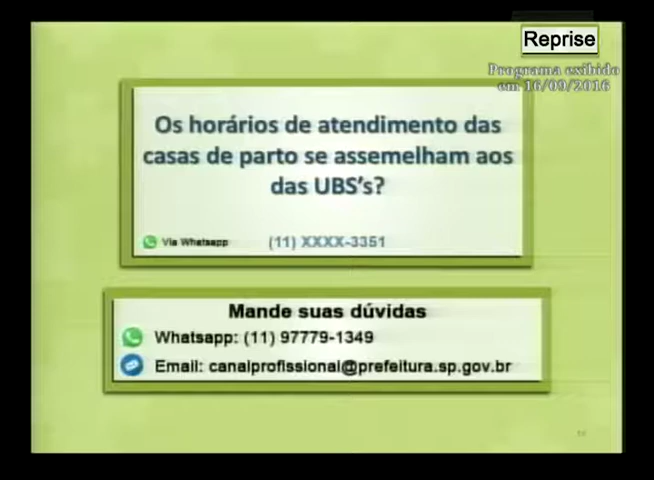 Reprise
Programa exibido
em 16/09/2016
Os horários de atendimento das
casas de parto se assemelham aos
das UBS's?
Via Whatsapp (11) XXXX-3351
Mande suas dúvidas
Whatsapp: (11) 97779-1349
Email: canalprofissional@prefeitura.sp.gov.br